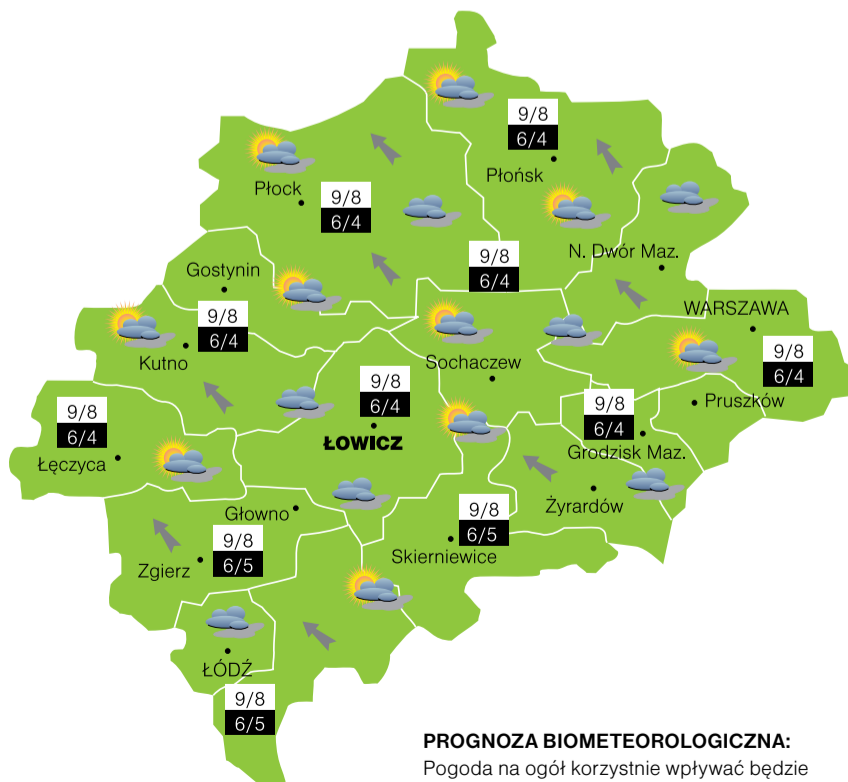 9/8
6/4
Płońsk
Płock
9/8
6/4
N. Dwór Maz.
9/8
6/4
Gostynin
WARSZAWA
9/8
6/4
Kutno
Sochaczew
9/8
6/4
9/8
6/4
ŁOWICZ
Pruszków
9/8
6/4
Grodzisk Maz.
9/8
6/4
Łęczyca
Żyrardów
Głowno
9/8
6/5
Skierniewice
9/8
6/5
Zgierz
ŁÓDŹ
9/8
6/5
PROGNOZA BIOMETEOROLOGICZNA:
Pogoda na ogół korzystnie wpływać będzie